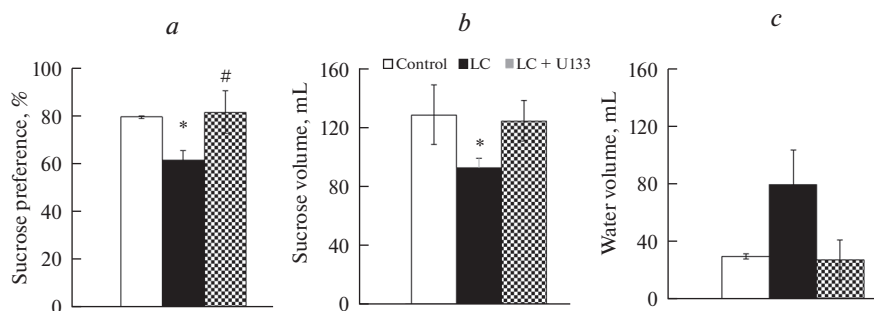 a
Sucrose preference, %
100
80
60
40
20
0
*
#
b
Sucrose volume, mL
160
120
80
40
0
Control LC LC + U133
*
c
Water volume, mL
160
120
80
40
0